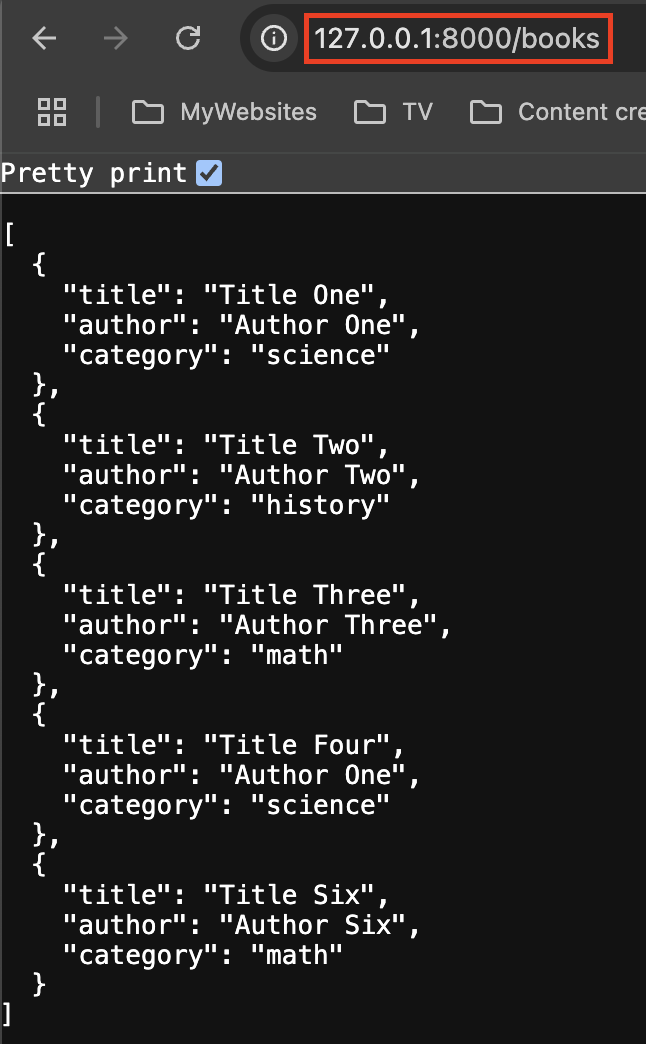 127.0.0.1:8000/books
MyWebsites TV Content cre
Pretty print
[
  {
    "title": "Title One",
    "author": "Author One",
    "category": "science"
  },
  {
    "title": "Title Two",
    "author": "Author Two",
    "category": "history"
  },
  {
    "title": "Title Three",
    "author": "Author Three",
    "category": "math"
  },
  {
    "title": "Title Four",
    "author": "Author One",
    "category": "science"
  },
  {
    "title": "Title Six",
    "author": "Author Six",
    "category": "math"
  }
]